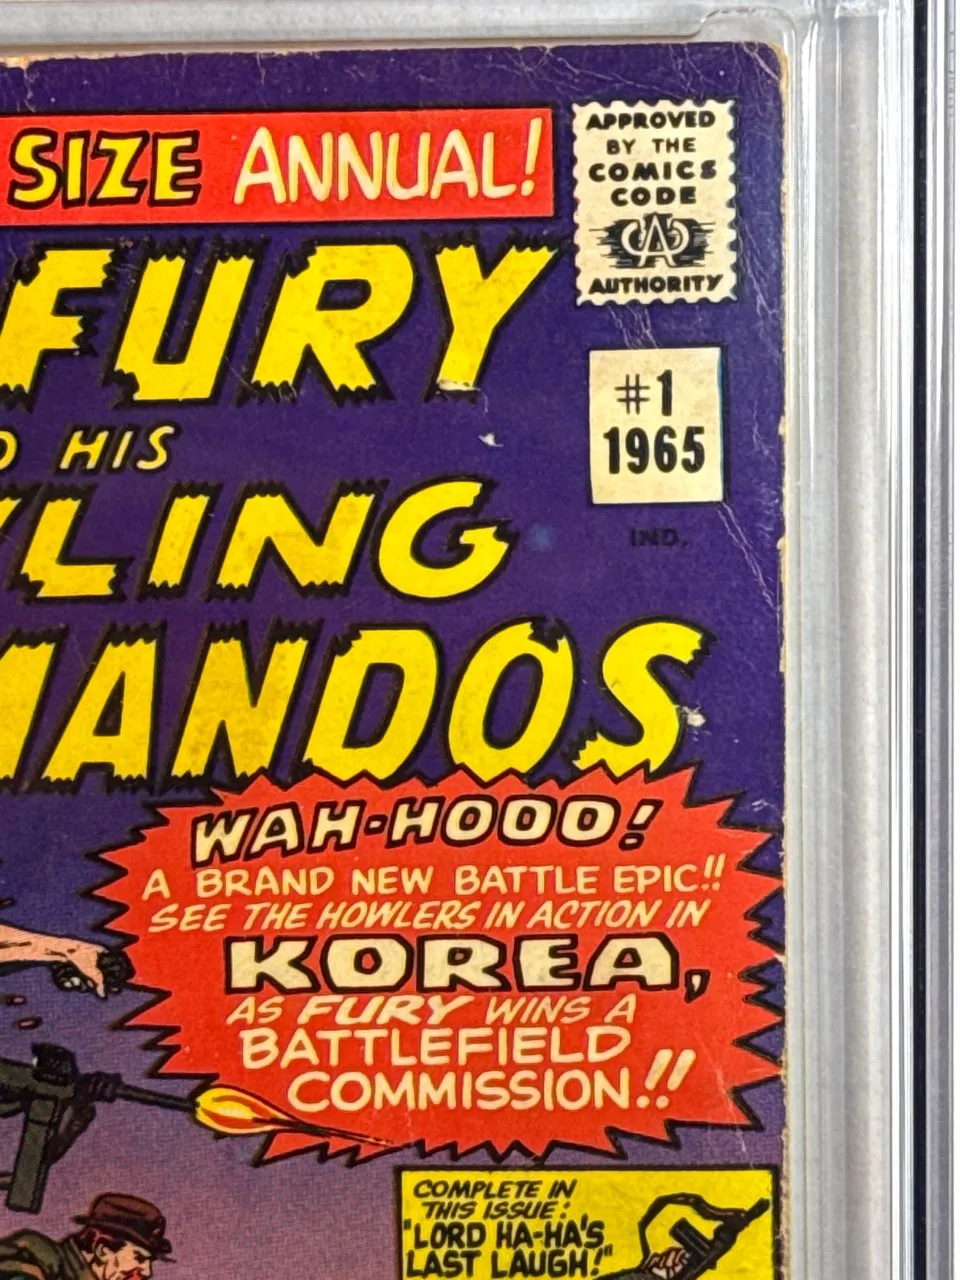 SIZE ANNUAL!
APPROVED
BY THE
COMICS
CODE
CA
AUTHORITY
FURY
#1
1965
HIS
IND.
LING
ANDOS
WAH-HOOO!
A BRAND NEW BATTLE EPIC!!
SEE THE HOWLERS IN ACTION IN
KOREA,
AS FURY WINS A
BATTLEFIELD
COMMISSION!!
COMPLETE IN
THIS ISSUE:
"LORD HA-HA'S
LAST LAUGH!"